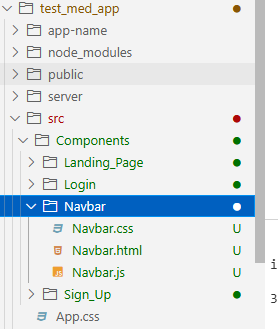 test_med_app
app-name
node_modules
public
server
src
Components
Landing_Page
Login
Navbar
Navbar.css U
Navbar.html U
Navbar.js U
Sign_Up
App.css
i
3